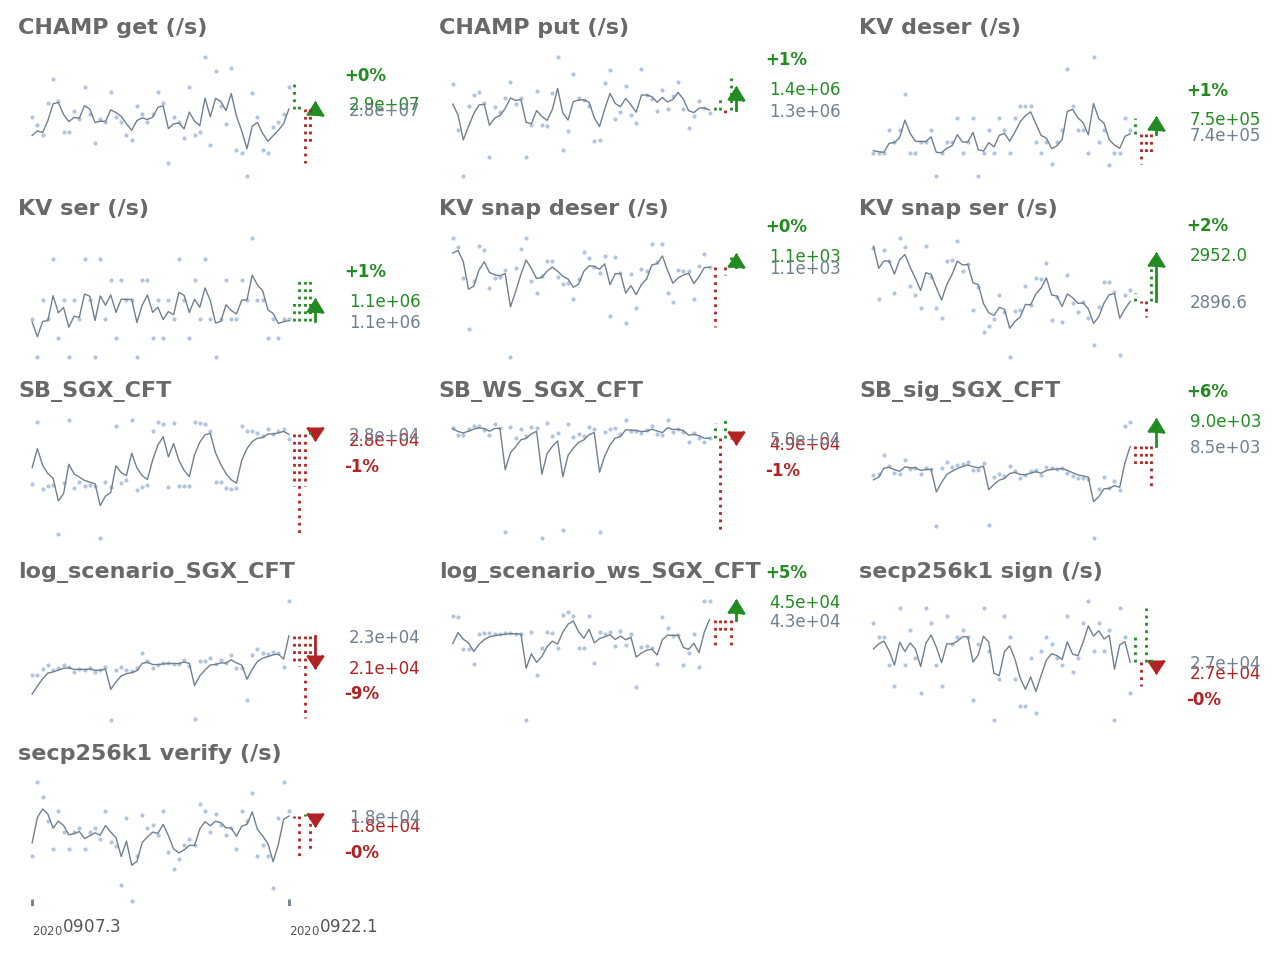 CHAMP get (/s)
+0%
2.9e+07
2.8e+07
CHAMP put (/s)
+1%
1.4e+06
1.3e+06
KV deser (/s)
+1%
7.5e+05
7.4e+05
KV ser (/s)
+1%
1.1e+06
1.1e+06
KV snap deser (/s)
+0%
1.1e+03
1.1e+03
KV snap ser (/s)
+2%
2952.0
2896.6
SB_SGX_CFT
2.8e+04
2.8e+04
-1%
SB_WS_SGX_CFT
5.0e+04
4.9e+04
-1%
SB_sig_SGX_CFT
+6%
9.0e+03
8.5e+03
log_scenario_SGX_CFT
2.3e+04
2.1e+04
-9%
log_scenario_ws_SGX_CFT
+5%
4.5e+04
4.3e+04
secp256k1 sign (/s)
2.7e+04
2.7e+04
-0%
secp256k1 verify (/s)
1.8e+04
1.8e+04
-0%
20200907.3
20200922.1